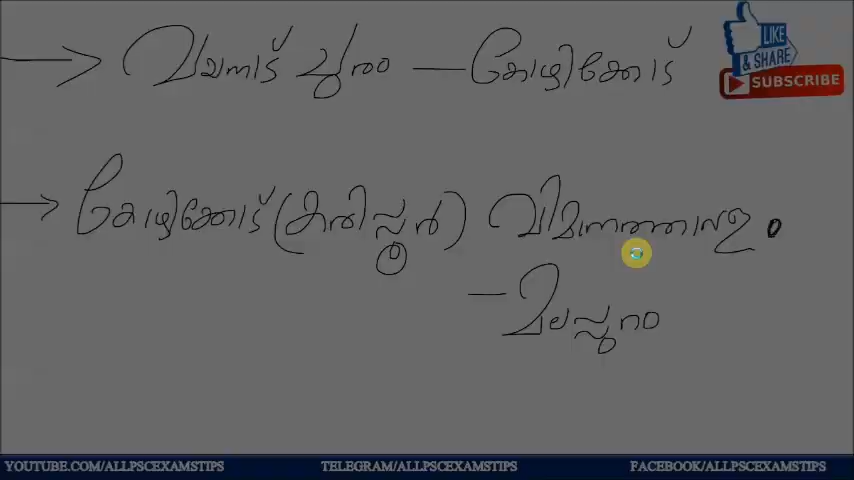 വയനാട് ചുരം — കോഴിക്കോട്
LIKE
& SHARE
SUBSCRIBE
കോഴിക്കോട് (കരിപ്പൂർ) വിമാനത്താവളം
— മലപ്പുറം
YOUTUBE.COM/ALLPSCEXAMSTIPS TELEGRAM/ALLPSCEXAMSTIPS FACEBOOK/ALLPSCEXAMSTIPS